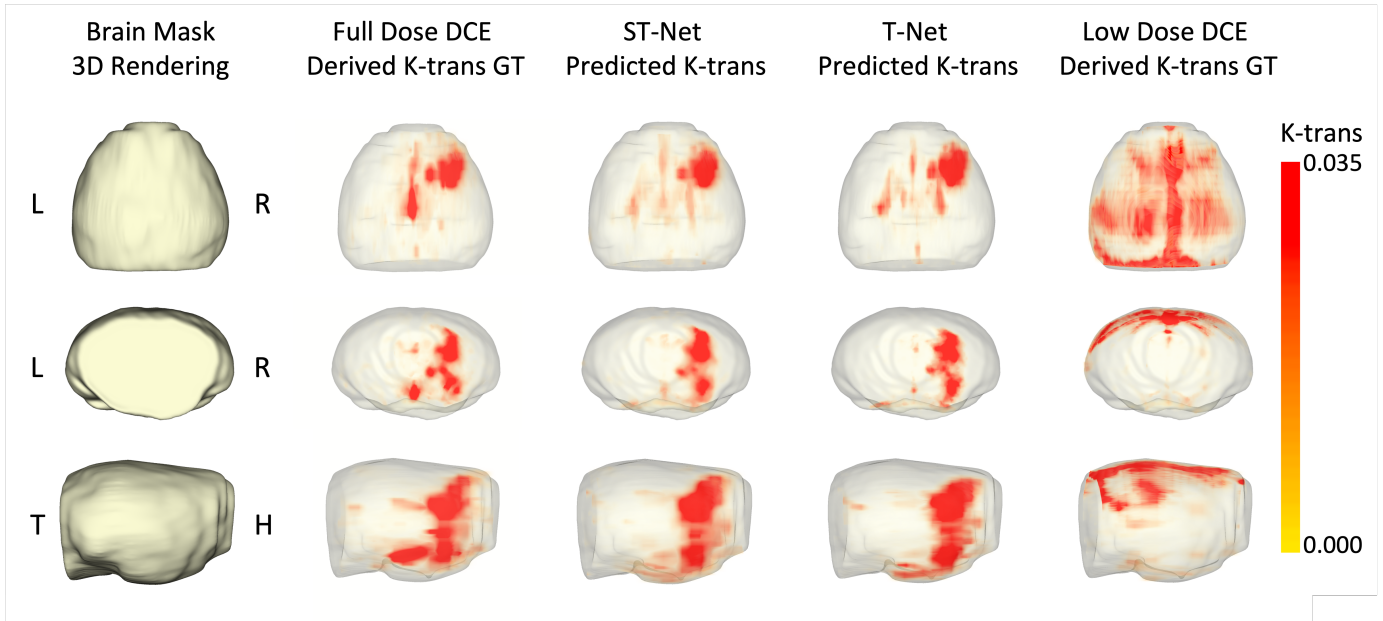 Brain Mask
3D Rendering
Full Dose DCE
Derived K-trans GT
ST-Net
Predicted K-trans
T-Net
Predicted K-trans
Low Dose DCE
Derived K-trans GT
K-trans
0.035
0.000
L
R
L
R
T
H